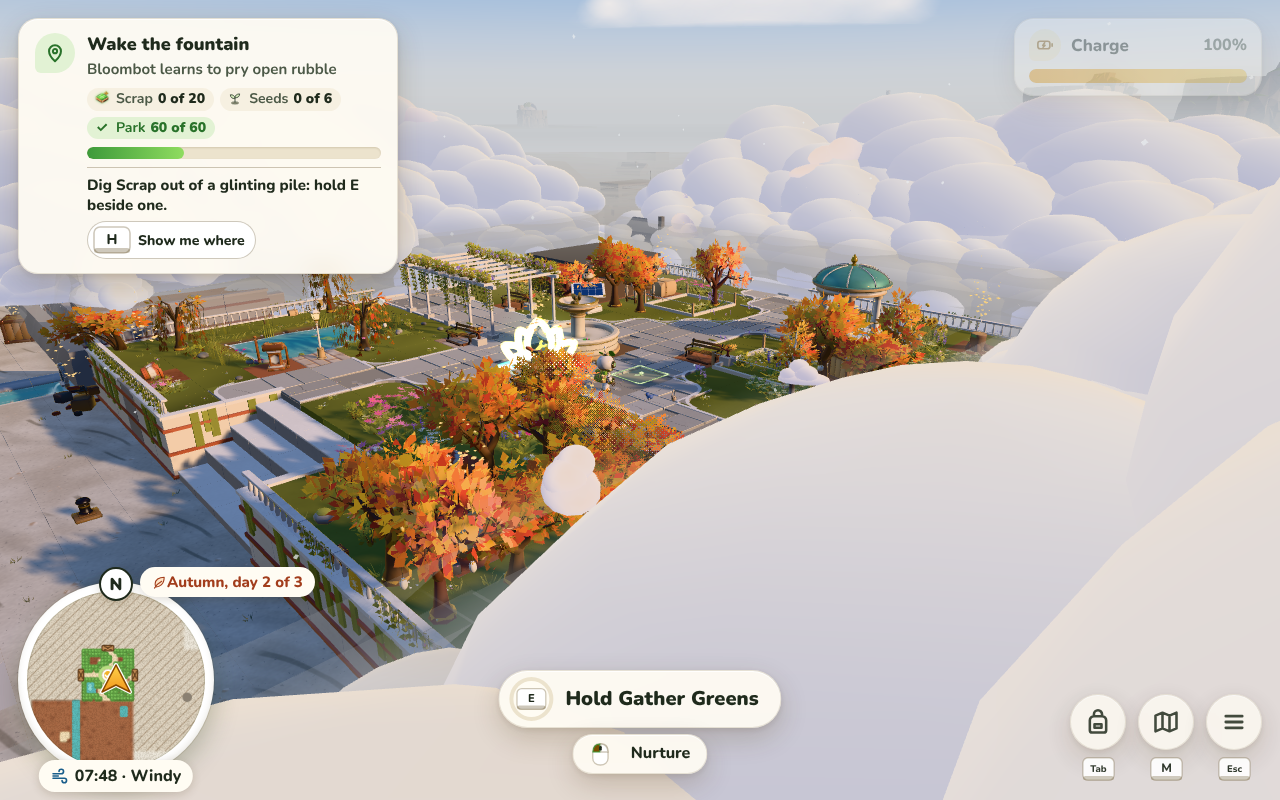 Wake the fountain
Bloombot learns to pry open rubble
Scrap 0 of 20
Seeds 0 of 6
Park 60 of 60
Dig Scrap out of a glinting pile: hold E
beside one.
H Show me where
Charge 100%
N
Autumn, day 2 of 3
07:48 · Windy
E Hold Gather Greens
Nurture
Tab
M
Esc